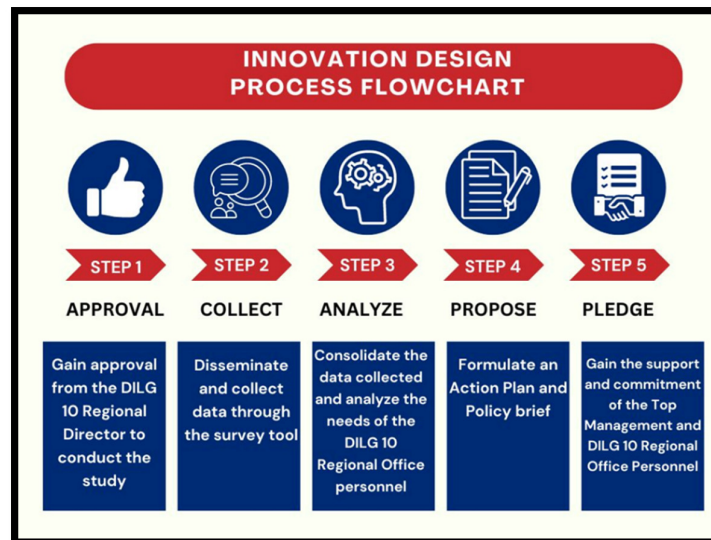 INNOVATION DESIGN
PROCESS FLOWCHART
STEP 1
STEP 2
STEP 3
STEP 4
STEP 5
APPROVAL
COLLECT
ANALYZE
PROPOSE
PLEDGE
Gain approval
from the DILG
10 Regional
Director to
conduct the
study
Disseminate
and collect
data through
the survey tool
Consolidate the
data collected
and analyze the
needs of the
DILG 10
Regional Office
personnel
Formulate an
Action Plan and
Policy brief
Gain the support
and commitment
of the Top
Management and
DILG 10 Regional
Office Personnel